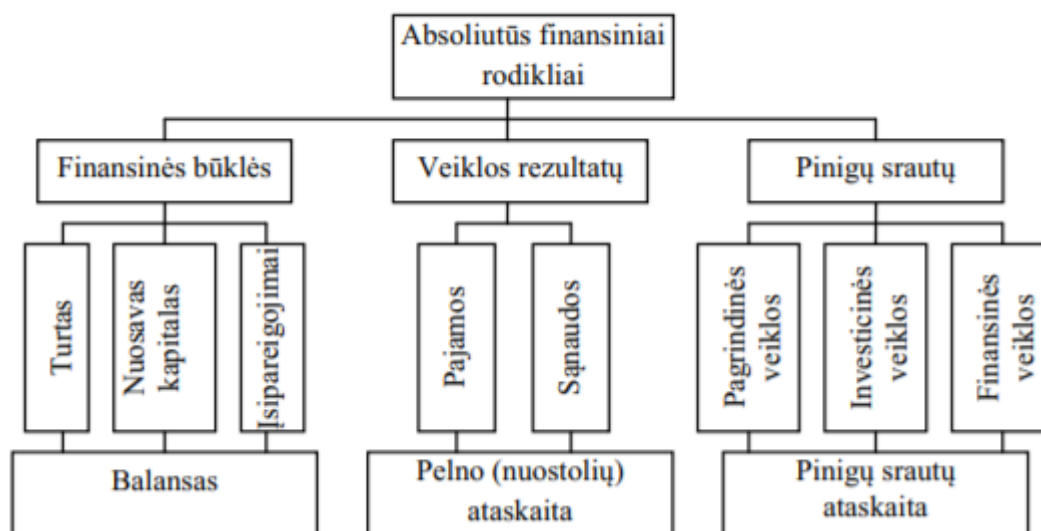 Absoliutūs finansiniai
rodikliai
Finansinės būklės
Veiklos rezultatų
Pinigų srautų
Turtas
Nuosavas
kapitalas
Įsipareigojimai
Pajamos
Sąnaudos
Pagrindinės
veiklos
Investicinės
veiklos
Finansinės
veiklos
Balansas
Pelno (nuostolių)
ataskaita
Pinigų srautų
ataskaita